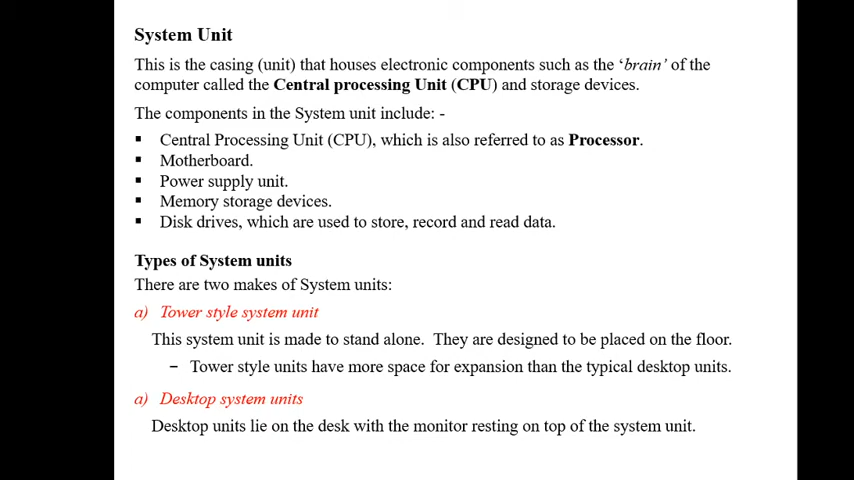 System Unit
This is the casing (unit) that houses electronic components such as the ‘brain’ of the
computer called the Central processing Unit (CPU) and storage devices.
The components in the System unit include: -
▪ Central Processing Unit (CPU), which is also referred to as Processor.
▪ Motherboard.
▪ Power supply unit.
▪ Memory storage devices.
▪ Disk drives, which are used to store, record and read data.
Types of System units
There are two makes of System units:
a) Tower style system unit
This system unit is made to stand alone. They are designed to be placed on the floor.
− Tower style units have more space for expansion than the typical desktop units.
a) Desktop system units
Desktop units lie on the desk with the monitor resting on top of the system unit.